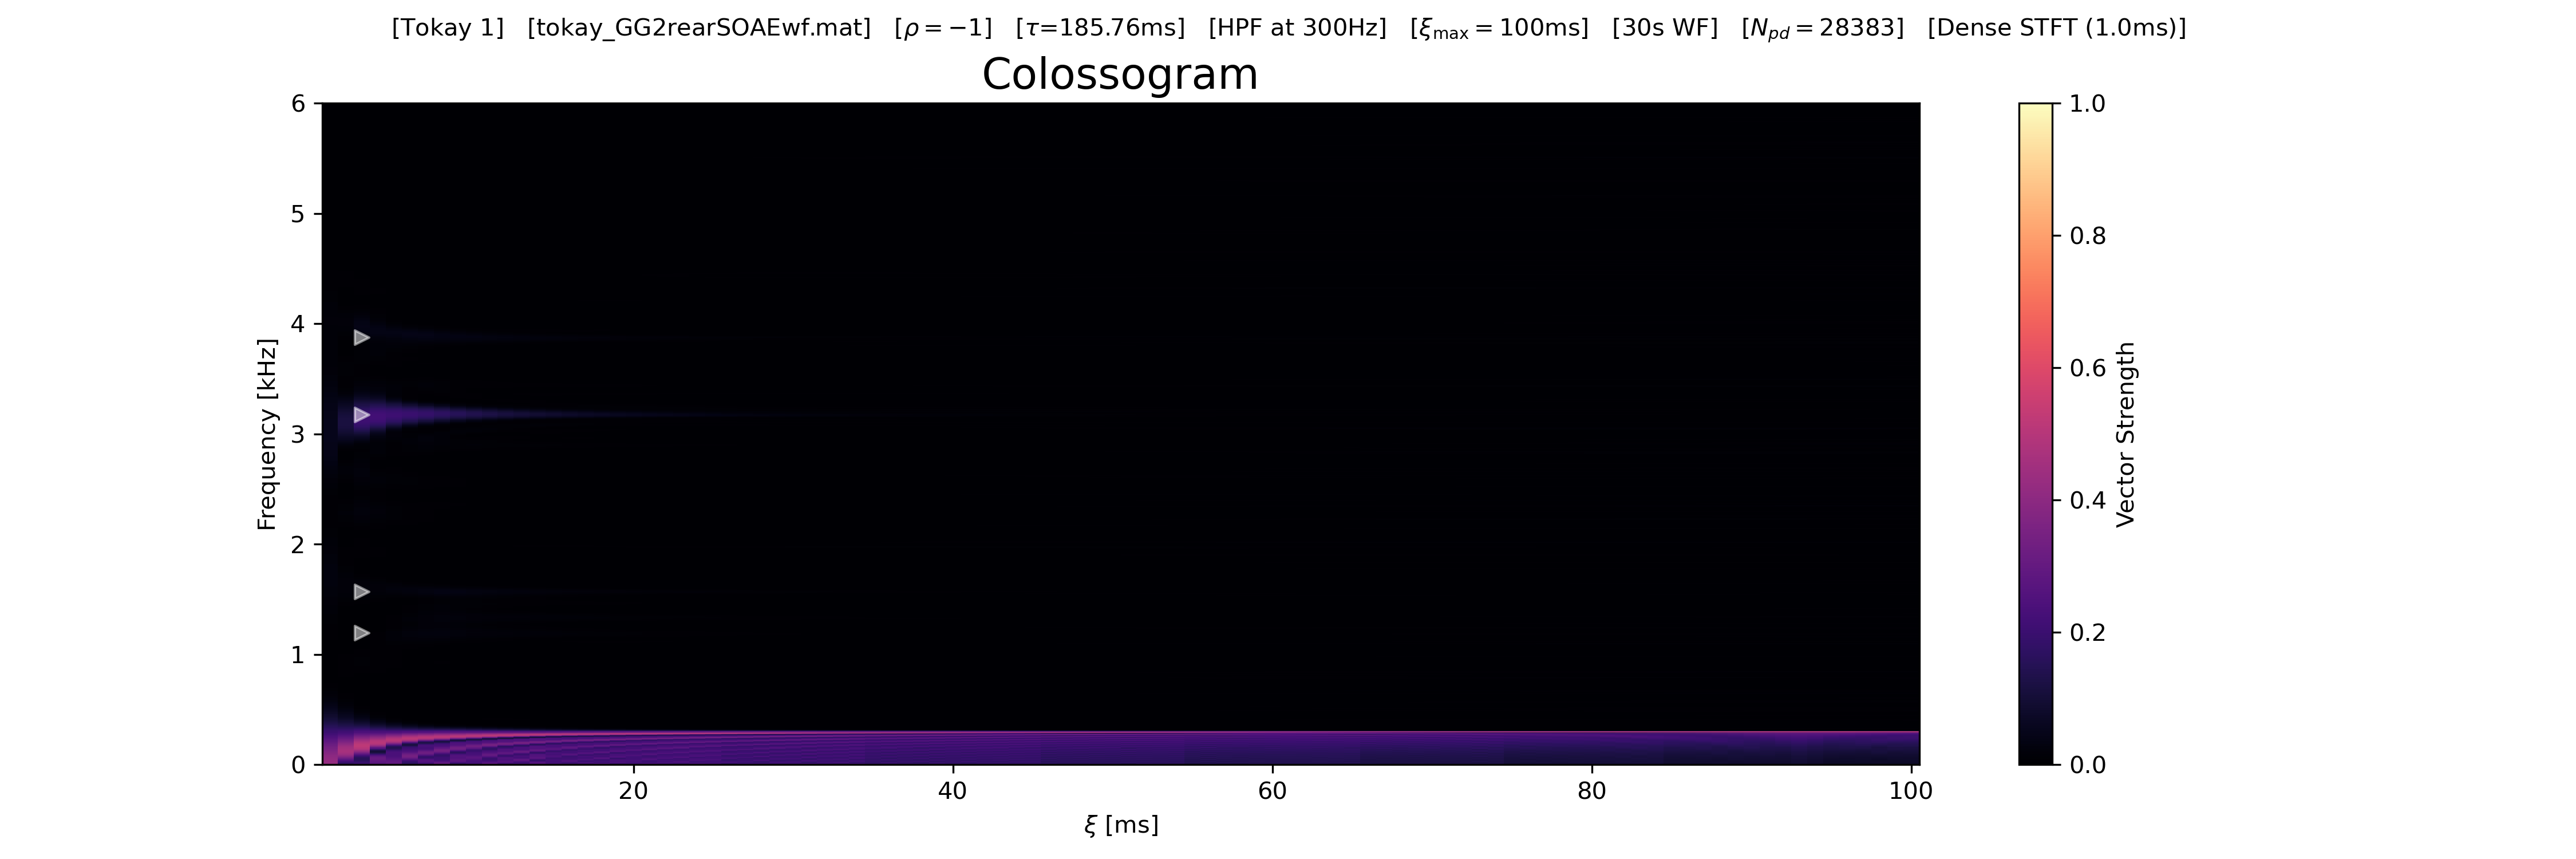 [Tokay 1] [tokay_GG2rearSOAEwf.mat] [ρ = −1] [τ=185.76ms] [HPF at 300Hz] [ξmax = 100ms] [30s WF] [Npd = 28383] [Dense STFT (1.0ms)]
Colossogram
6
5
4
3
2
1
0
Frequency [kHz]
20 40 60 80 100
ξ [ms]
1.0
0.8
0.6
0.4
0.2
0.0
Vector Strength